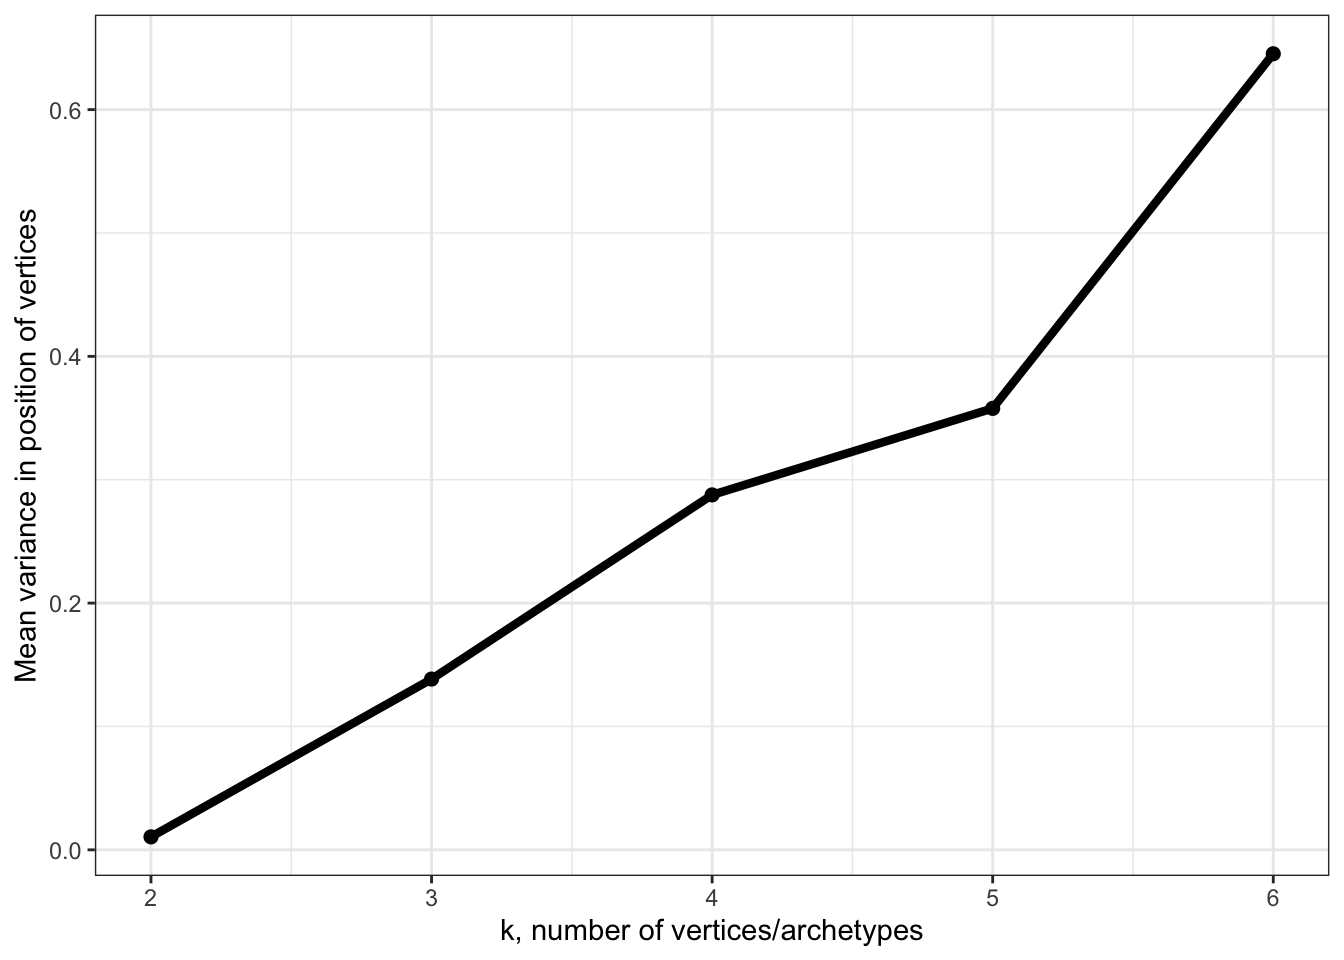 Mean variance in position of vertices
0.6
0.4
0.2
0.0
2 3 4 5 6
k, number of vertices/archetypes